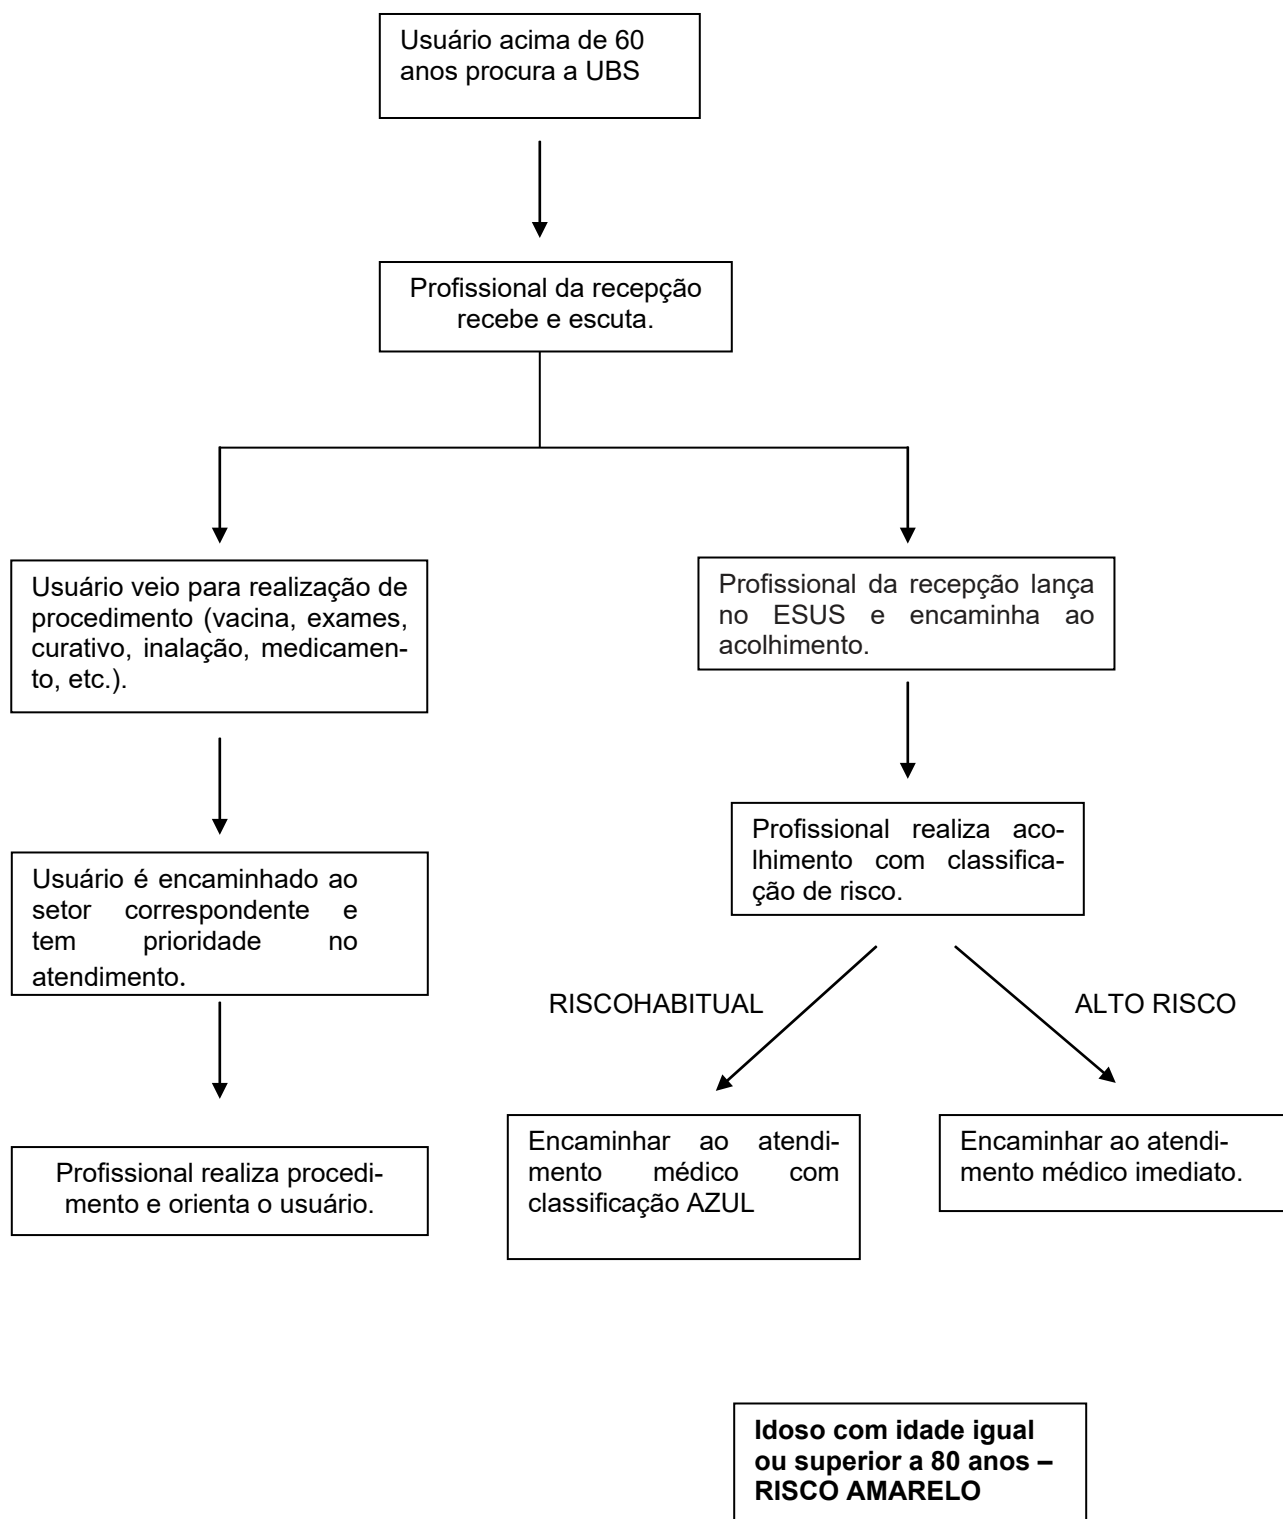 Usuário acima de 60
anos procura a UBS
Profissional da recepção
recebe e escuta.
Usuário veio para realização de
procedimento (vacina, exames,
curativo, inalação, medicamen-
to, etc.).
Profissional da recepção lança
no ESUS e encaminha ao
acolhimento.
Usuário é encaminhado ao
setor correspondente e
tem prioridade no
atendimento.
Profissional realiza aco-
lhimento com classifica-
ção de risco.
RISCOHABITUAL
ALTO RISCO
Profissional realiza procedi-
mento e orienta o usuário.
Encaminhar ao atendi-
mento médico com
classificação AZUL
Encaminhar ao atendi-
mento médico imediato.
Idoso com idade igual
ou superior a 80 anos –
RISCO AMARELO